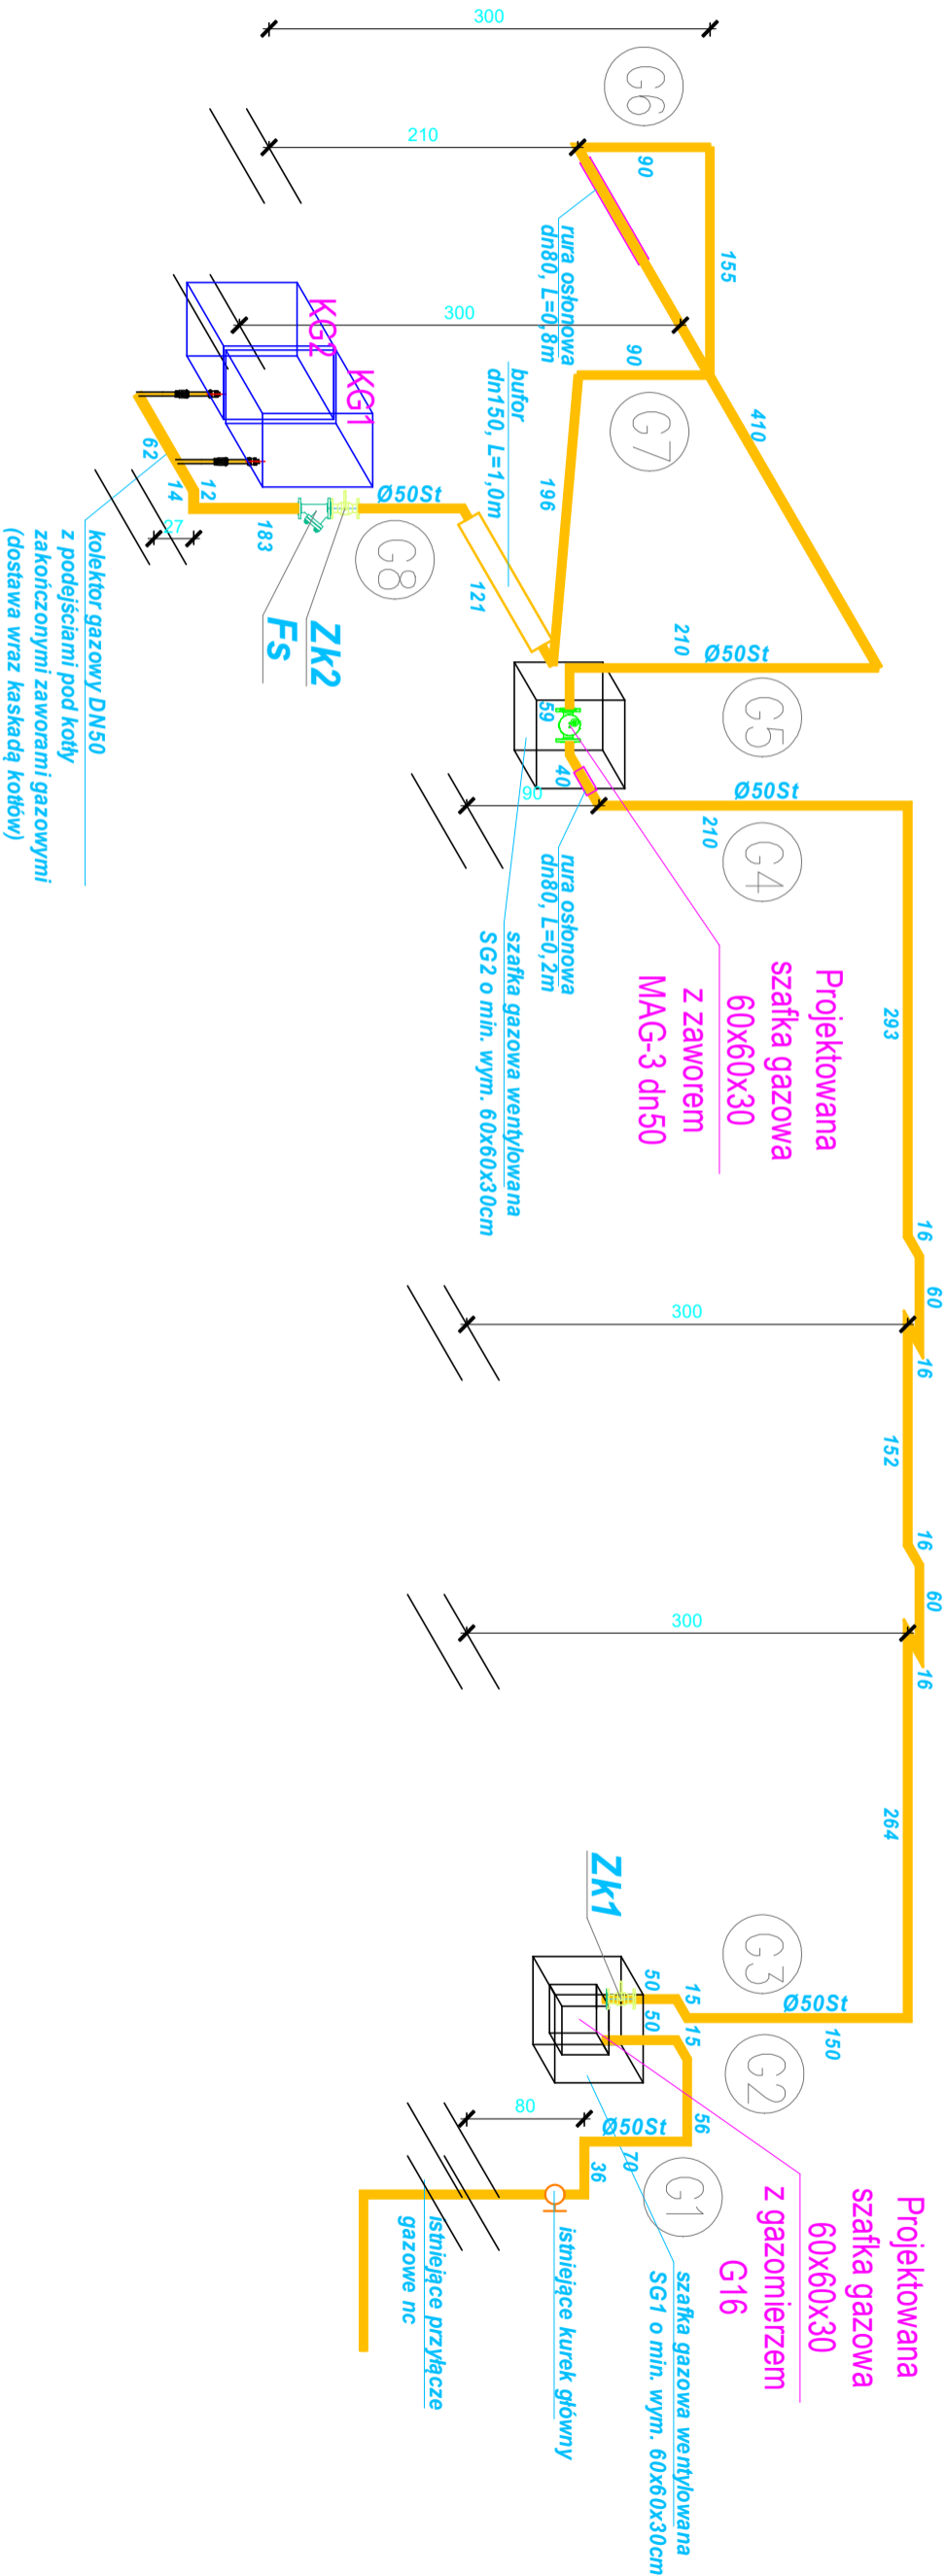 300
G6
210
90
155
rura osłonowa
dn80, L=0,8m
300
90
G7
410
KG2
KG1
bufor
dn150, L=1,0m
62
14
12
27
183
Ø50St
G8
196
121
Zk2
Fs
kolektor gazowy DN50
z podejściami pod kotły
zakończonymi zaworami gazowymi
(dostawa wraz kaskadą kotłów)
210
Ø50St
G5
59
40
90
Ø50St
210
G4
rura osłonowa
dn80, L=0,2m
szafka gazowa wentylowana
SG2 o min. wym. 60x60x30cm
Projektowana
szafka gazowa
60x60x30
z zaworem
MAG-3 dn50
293
16
60
300
16
152
16
60
300
16
264
Zk1
G3
50
15
Ø50St
150
50
15
G2
56
80
Ø50St
70
36
G1
Projektowana
szafka gazowa
60x60x30
z gazomierzem
G16
szafka gazowa wentylowana
SG1 o min. wym. 60x60x30cm
istniejące kurek główny
istniejące przyłącze
gazowe nc